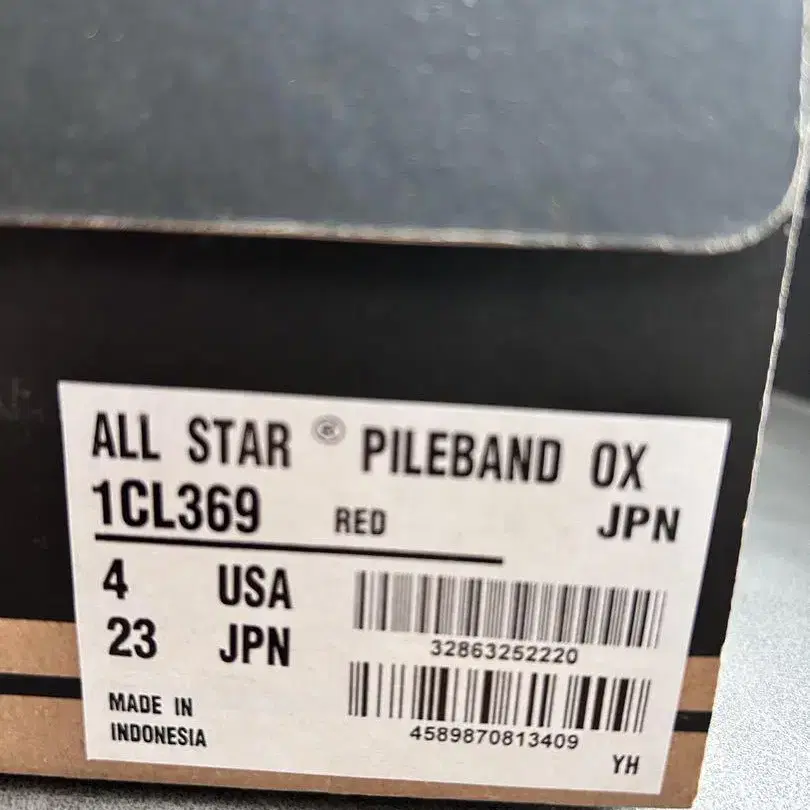 ALL STAR ® PILEBAND OX
1CL369 RED JPN
4 USA
23 JPN
32863252220
4589870813409
MADE IN
INDONESIA
YH